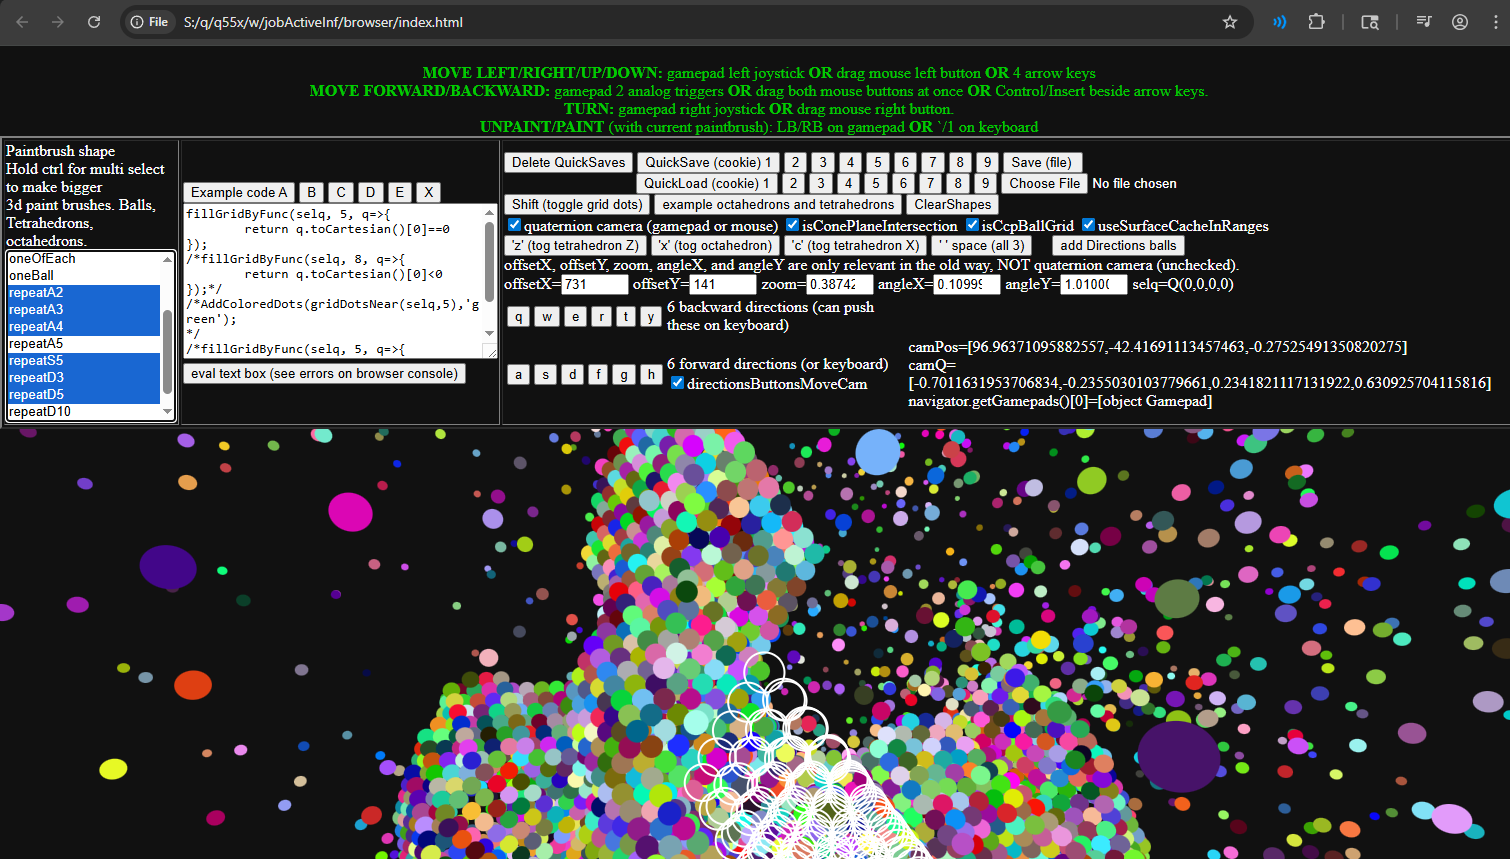 File S:/q/q55x/w/jobActiveInf/browser/index.html
MOVE LEFT/RIGHT/UP/DOWN: gamepad left joystick OR drag mouse left button OR 4 arrow keys
MOVE FORWARD/BACKWARD: gamepad 2 analog triggers OR drag both mouse buttons at once OR Control/Insert beside arrow keys.
TURN: gamepad right joystick OR drag mouse right button.
UNPAINT/PAINT (with current paintbrush): LB/RB on gamepad OR `/1 on keyboard
Paintbrush shape
Hold ctrl for multi select
to make bigger
3d paint brushes. Balls,
Tetrahedrons,
octahedrons.
oneOfEach
oneBall
repeatA2
repeatA3
repeatA4
repeatA5
repeatS5
repeatD3
repeatD5
repeatD10
Example code A B C D E X
fillGridByFunc(selq, 5, q=>{
return q.toCartesian()[0]==0
});
/*fillGridByFunc(selq, 8, q=>{
return q.toCartesian()[0]<0
});*/
/*AddColoredDots(gridDotsNear(selq,5),'g
reen');
*/
/*fillGridByFunc(selq, 5, q=>{
eval text box (see errors on browser console)
Delete QuickSaves QuickSave (cookie) 1 2 3 4 5 6 7 8 9 Save (file)
QuickLoad (cookie) 1 2 3 4 5 6 7 8 9 Choose File No file chosen
Shift (toggle grid dots) example octahedrons and tetrahedrons ClearShapes
quaternion camera (gamepad or mouse) isConePlaneIntersection isCcpBallGrid useSurfaceCacheInRanges
'z' (tog tetrahedron Z) 'x' (tog octahedron) 'c' (tog tetrahedron X) ' ' space (all 3) add Directions balls
offsetX, offsetY, zoom, angleX, and angleY are only relevant in the old way, NOT quaternion camera (unchecked).
offsetX=731 offsetY=141 zoom=0.38742 angleX=0.10999 angleY=1.0100( selq=Q(0,0,0,0)
q w e r t y 6 backward directions (can push
these on keyboard)
a s d f g h 6 forward directions (or keyboard)
directionsButtonsMoveCam
camPos=[96.96371095882557,-42.41691113457463,-0.27525491350820275]
camQ=
[-0.7011631953706834,-0.2355030103779661,0.2341821117131922,0.630925704115816]
navigator.getGamepads()[0]=[object Gamepad]